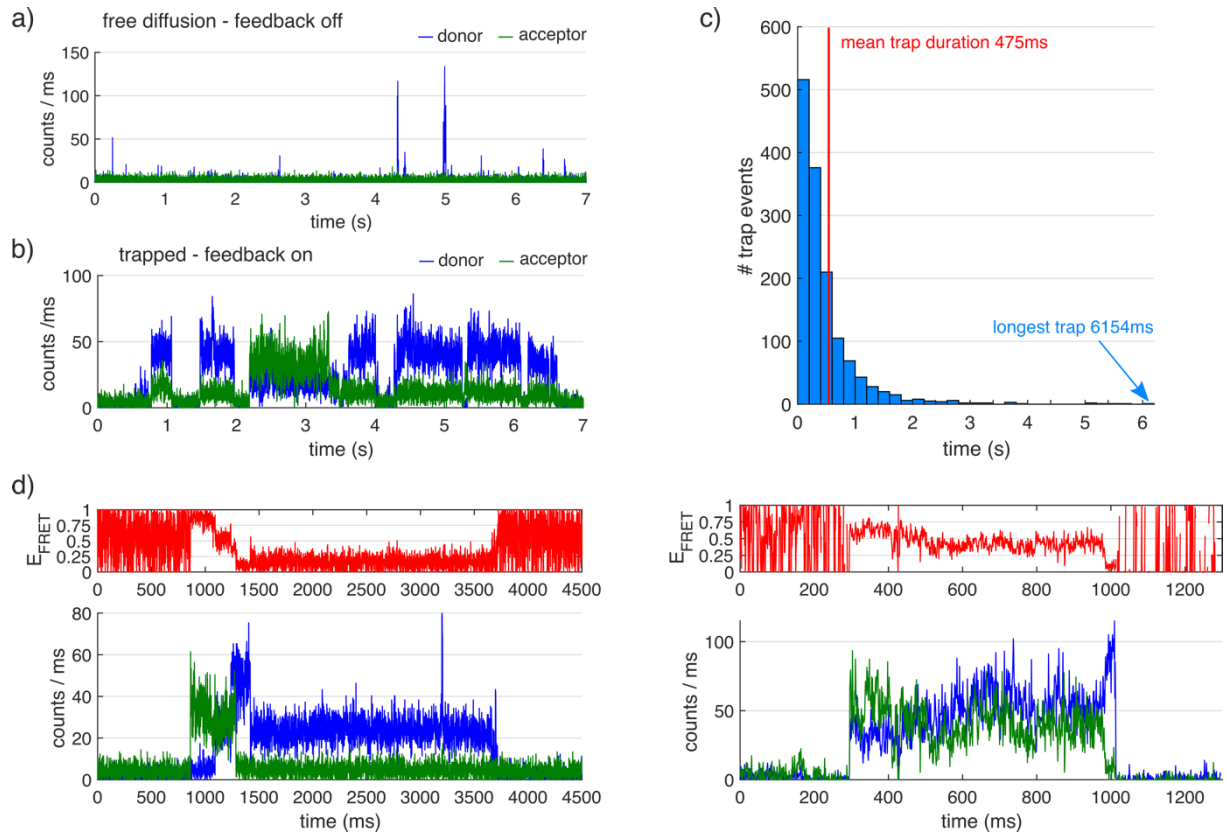 a) free diffusion - feedback off
donor acceptor
150
100
50
0
counts / ms
0 1 2 3 4 5 6 7
time (s)
b) trapped - feedback on
donor acceptor
100
50
0
counts /ms
0 1 2 3 4 5 6 7
time (s)
c)
600
500
400
300
200
100
0
# trap events
mean trap duration 475ms
longest trap 6154ms
0 1 2 3 4 5 6
time (s)
d)
1
0.75
0.5
0.25
0
EFRET
0 500 1000 1500 2000 2500 3000 3500 4000 4500
80
60
40
20
0
counts / ms
0 500 1000 1500 2000 2500 3000 3500 4000 4500
time (ms)
1
0.75
0.5
0.25
0
EFRET
0 200 400 600 800 1000 1200
100
50
0
counts / ms
0 200 400 600 800 1000 1200
time (ms)